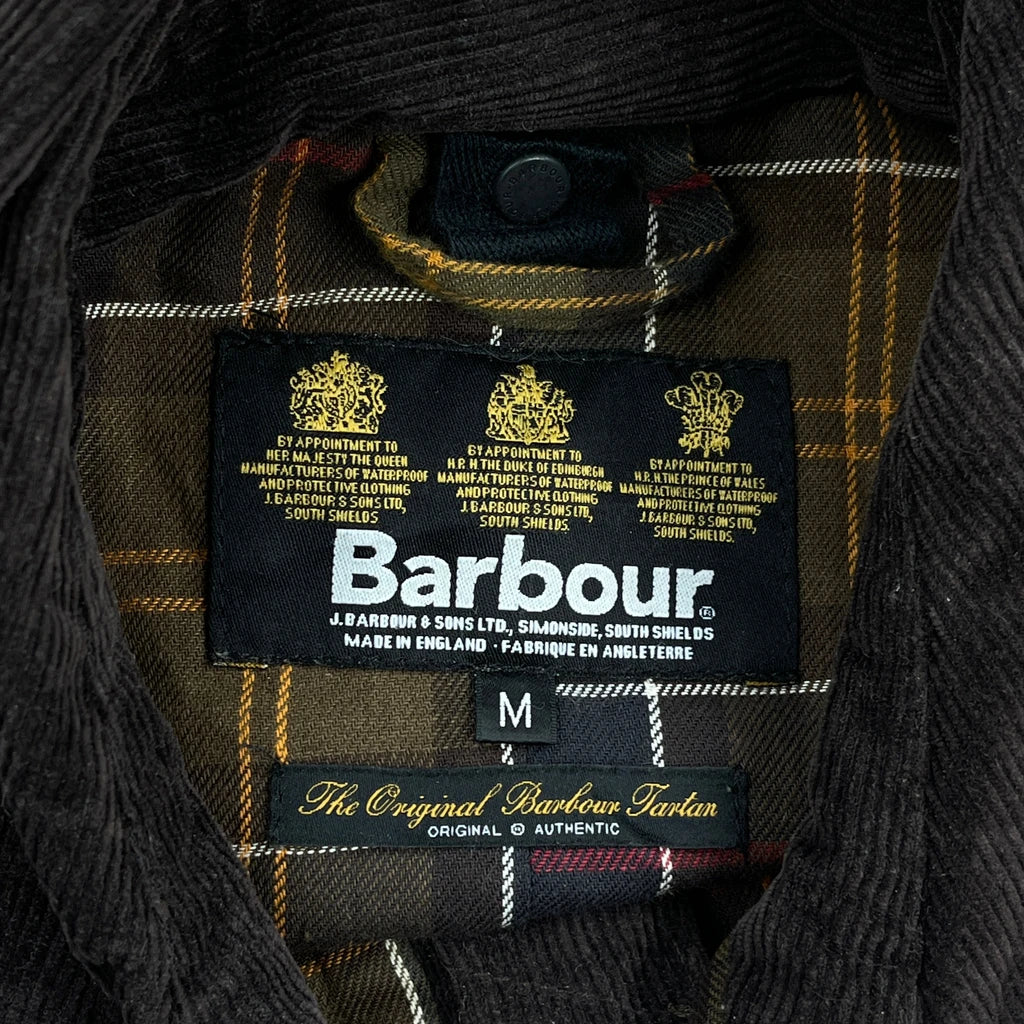 BARBOUR
BY APPOINTMENT TO
HER MAJESTY THE QUEEN
MANUFACTURERS OF WATERPROOF
AND PROTECTIVE CLOTHING
J. BARBOUR & SONS LTD,
SOUTH SHIELDS
BY APPOINTMENT TO
H.R.H. THE DUKE OF EDINBURGH
MANUFACTURERS OF WATERPROOF
AND PROTECTIVE CLOTHING
J. BARBOUR & SONS LTD,
SOUTH SHIELDS.
BY APPOINTMENT TO
H.R.H. THE PRINCE OF WALES
MANUFACTURERS OF WATERPROOF
AND PROTECTIVE CLOTHING
J. BARBOUR & SONS LTD,
SOUTH SHIELDS.
Barbour®
J. BARBOUR & SONS LTD., SIMONSIDE, SOUTH SHIELDS
MADE IN ENGLAND · FABRIQUE EN ANGLETERRE
M
The Original Barbour Tartan
ORIGINAL ® AUTHENTIC